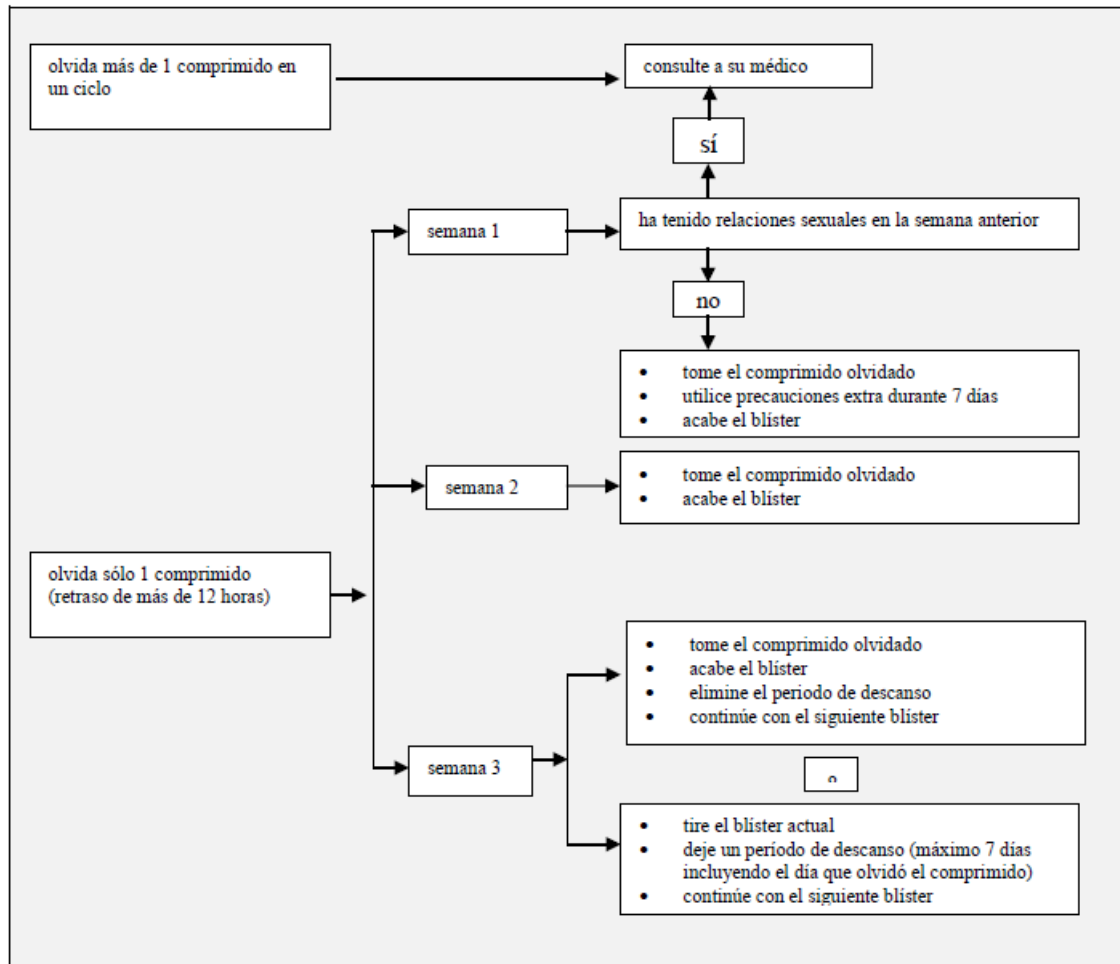 olvida más de 1 comprimido en
un ciclo
consulte a su médico
sí
ha tenido relaciones sexuales en la semana anterior
semana 1
no
• tome el comprimido olvidado
• utilice precauciones extra durante 7 días
• acabe el blíster
semana 2
• tome el comprimido olvidado
• acabe el blíster
olvida sólo 1 comprimido
(retraso de más de 12 horas)
• tome el comprimido olvidado
• acabe el blíster
• elimine el periodo de descanso
• continúe con el siguiente blíster
semana 3
o
• tire el blíster actual
• deje un período de descanso (máximo 7 días
incluyendo el día que olvidó el comprimido)
• continúe con el siguiente blíster